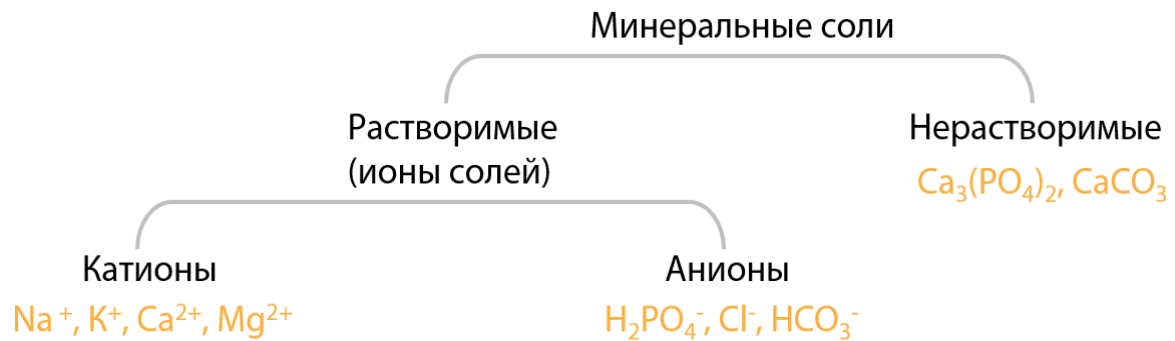 Минеральные соли
Растворимые
(ионы солей)
Нерастворимые
Ca₃(PO₄)₂, CaCO₃
Катионы
Анионы
Na⁺, K⁺, Ca²⁺, Mg²⁺
H₂PO₄⁻, Cl⁻, HCO₃⁻